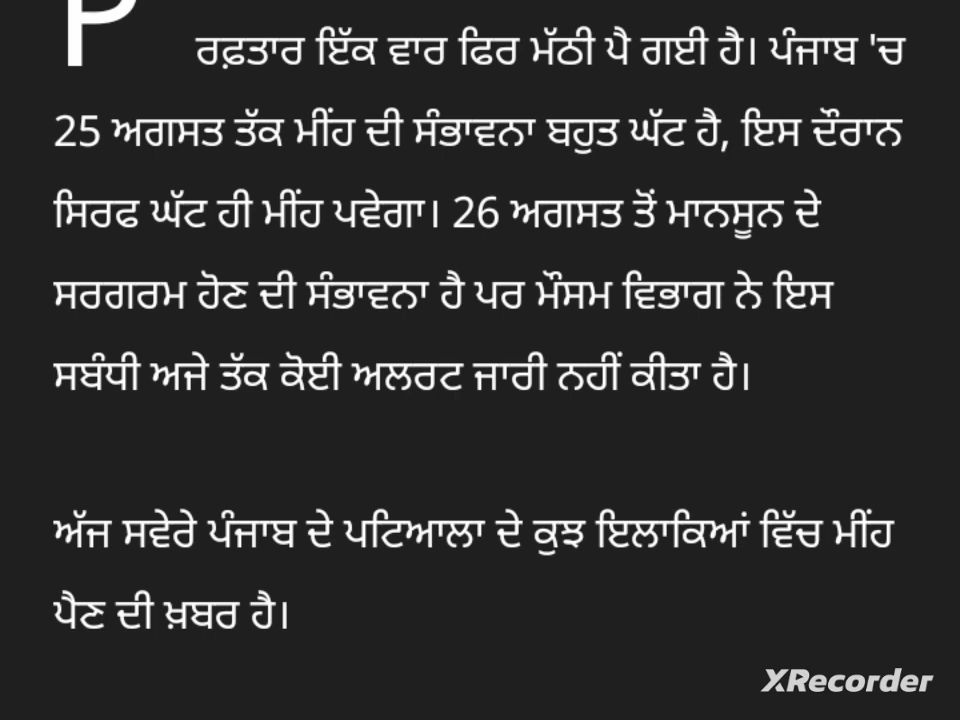 P
ਰਫ਼ਤਾਰ ਇੱਕ ਵਾਰ ਫਿਰ ਮੱਠੀ ਪੈ ਗਈ ਹੈ। ਪੰਜਾਬ 'ਚ
25 ਅਗਸਤ ਤੱਕ ਮੀਂਹ ਦੀ ਸੰਭਾਵਨਾ ਬਹੁਤ ਘੱਟ ਹੈ, ਇਸ ਦੌਰਾਨ
ਸਿਰਫ ਘੱਟ ਹੀ ਮੀਂਹ ਪਵੇਗਾ। 26 ਅਗਸਤ ਤੋਂ ਮਾਨਸੂਨ ਦੇ
ਸਰਗਰਮ ਹੋਣ ਦੀ ਸੰਭਾਵਨਾ ਹੈ ਪਰ ਮੌਸਮ ਵਿਭਾਗ ਨੇ ਇਸ
ਸਬੰਧੀ ਅਜੇ ਤੱਕ ਕੋਈ ਅਲਰਟ ਜਾਰੀ ਨਹੀਂ ਕੀਤਾ ਹੈ।
ਅੱਜ ਸਵੇਰੇ ਪੰਜਾਬ ਦੇ ਪਟਿਆਲਾ ਦੇ ਕੁਝ ਇਲਾਕਿਆਂ ਵਿੱਚ ਮੀਂਹ
ਪੈਣ ਦੀ ਖ਼ਬਰ ਹੈ।
XRecorder